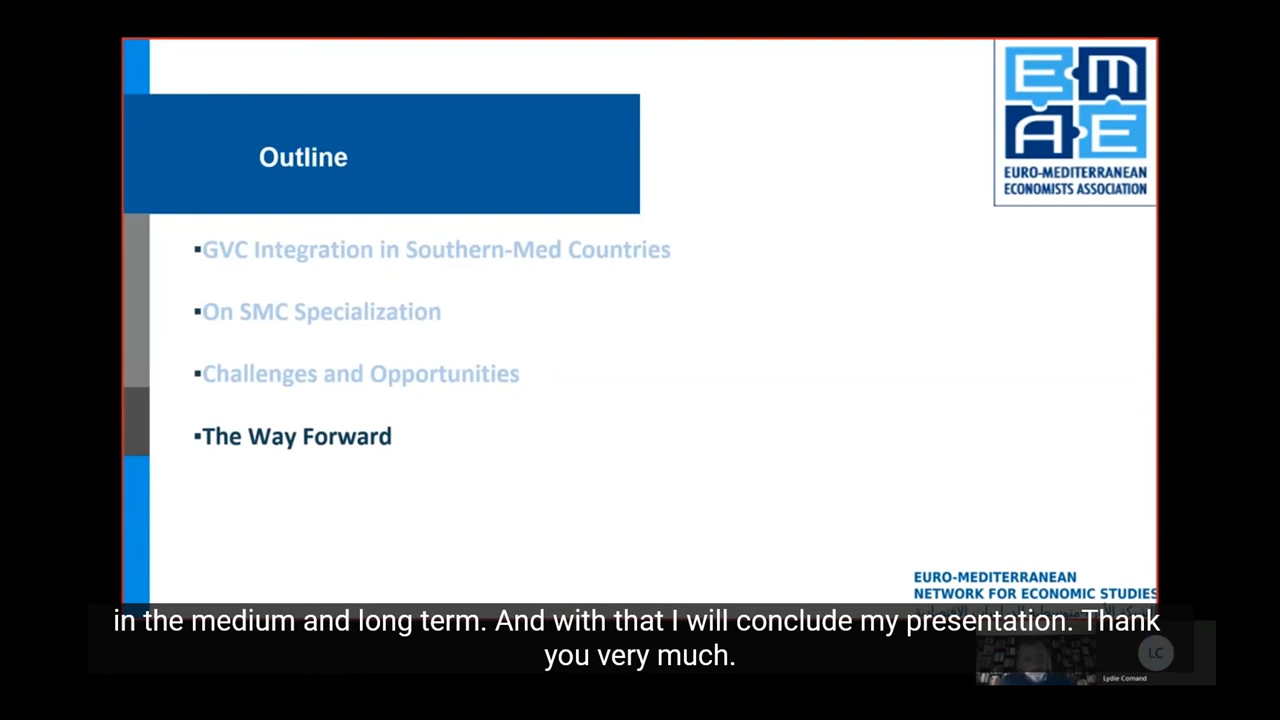 E M
A E
EURO-MEDITERRANEAN
ECONOMISTS ASSOCIATION
Outline
▪GVC Integration in Southern-Med Countries
▪On SMC Specialization
▪Challenges and Opportunities
▪The Way Forward
EURO-MEDITERRANEAN
NETWORK FOR ECONOMIC STUDIES
in the medium and long term. And with that I will conclude my presentation. Thank
you very much.
LC
Lydie Comand